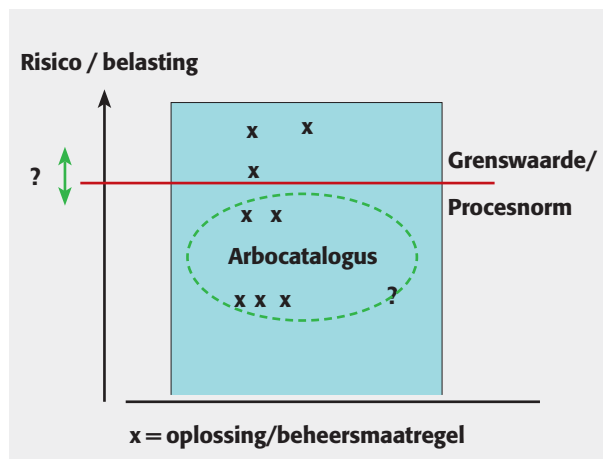 Risico / belasting
x x
x
?
Grenswaarde/
Procesnorm
x x
Arbocatalogus
x x x ?
x = oplossing/beheersmaatregel